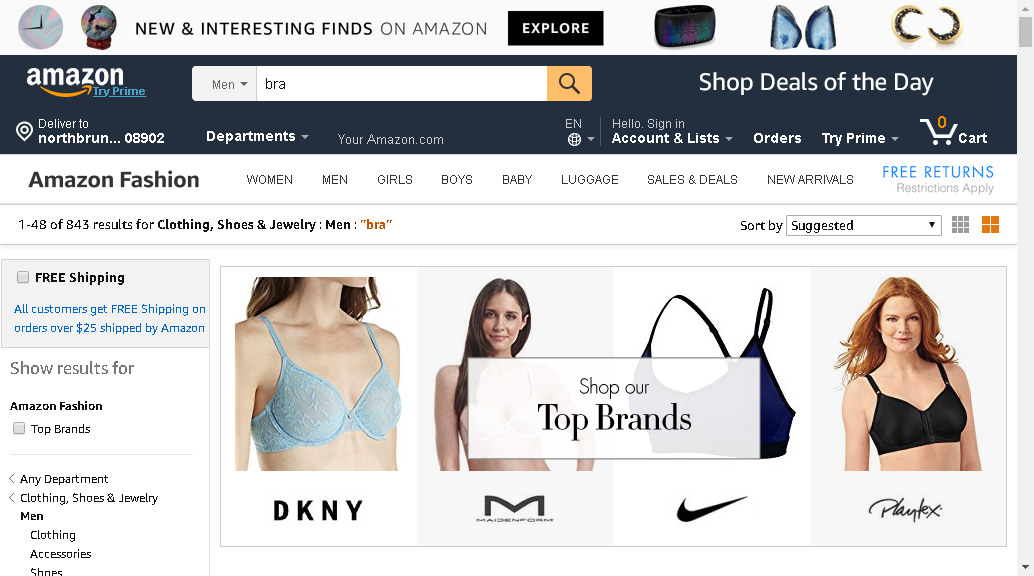 NEW & INTERESTING FINDS ON AMAZON EXPLORE
amazon
Try Prime
Men
bra
Shop Deals of the Day
Deliver to
northbrun... 08902
Departments
Your Amazon.com
EN
Hello. Sign in
Account & Lists
Orders
Try Prime
0
Cart
Amazon Fashion
WOMEN MEN GIRLS BOYS BABY LUGGAGE SALES & DEALS NEW ARRIVALS
FREE RETURNS
Restrictions Apply
1-48 of 843 results for Clothing, Shoes & Jewelry : Men : "bra"
Sort by Suggested
FREE Shipping
All customers get FREE Shipping on
orders over $25 shipped by Amazon
Show results for
Amazon Fashion
Top Brands
Any Department
Clothing, Shoes & Jewelry
Men
Clothing
Accessories
Shoes
Shop our
Top Brands
DKNY
MAIDENFORM
Playtex